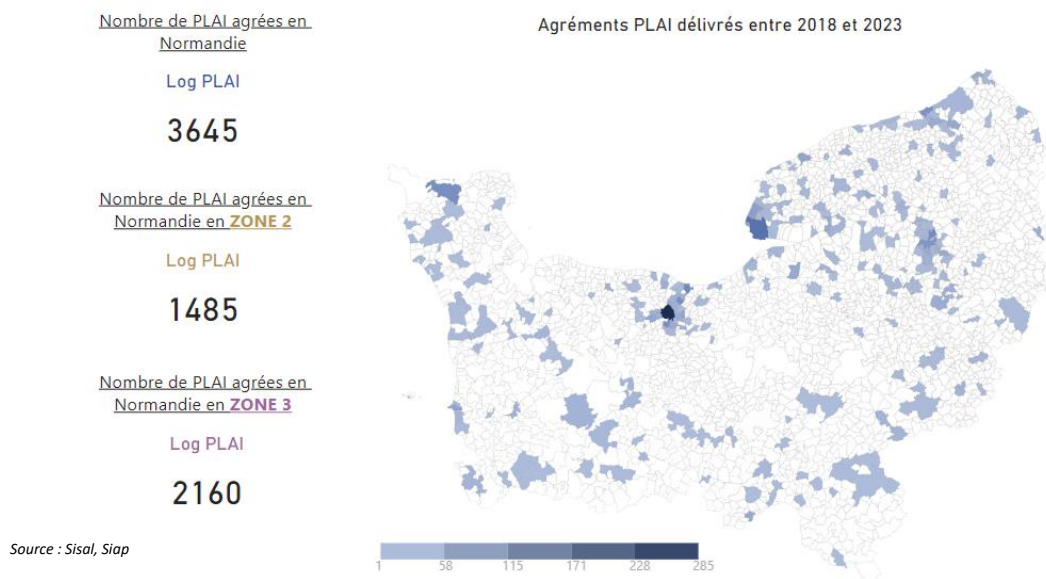 Nombre de PLAI agrées en
Normandie
Log PLAI
3645
Nombre de PLAI agrées en
Normandie en ZONE 2
Log PLAI
1485
Nombre de PLAI agrées en
Normandie en ZONE 3
Log PLAI
2160
Source : Sisal, Siap
Agréments PLAI délivrés entre 2018 et 2023
1 58 115 171 228 285